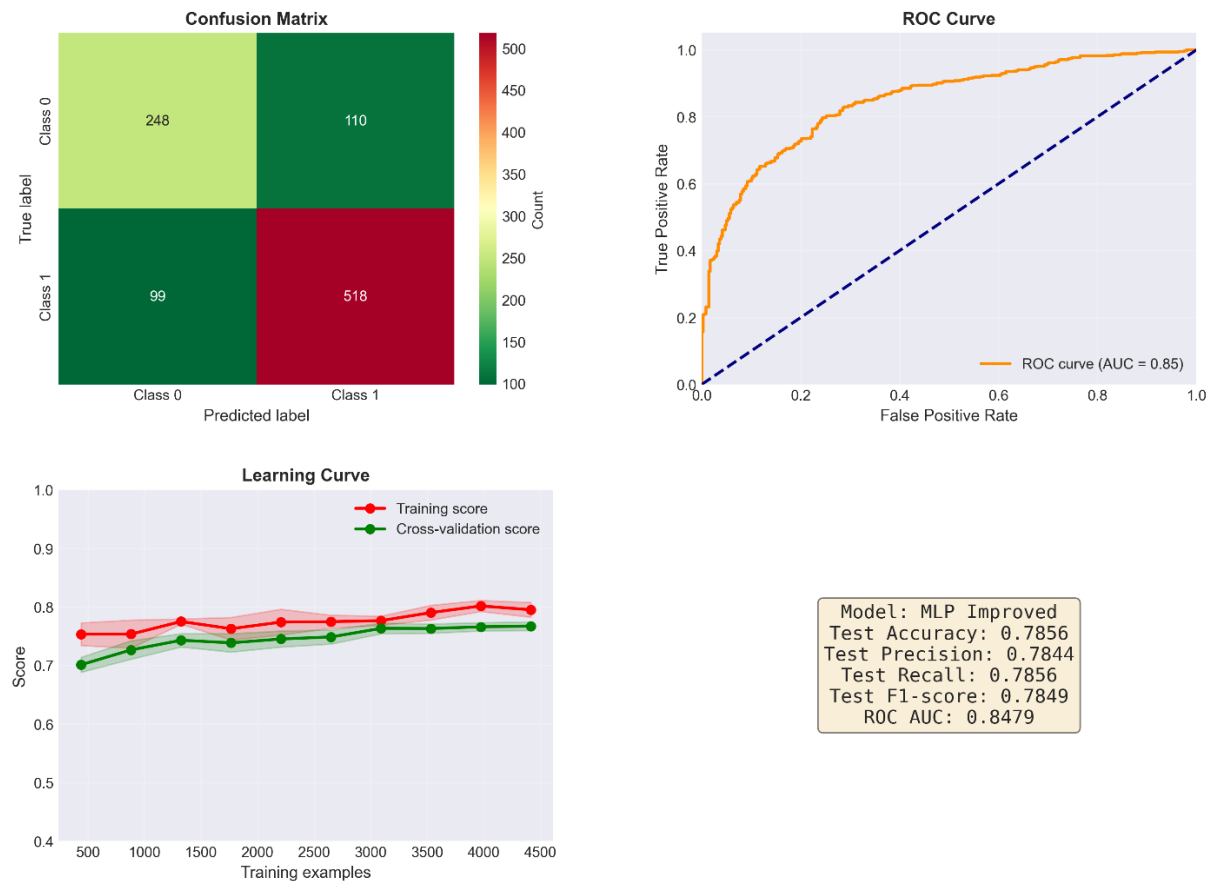 Confusion Matrix
Class 0
Class 1
True label
248
110
99
518
Class 0
Class 1
Predicted label
500
400
300
200
100
Count
ROC Curve
1.0
0.8
0.6
0.4
0.2
0.0
True Positive Rate
0.0
0.2
0.4
0.6
0.8
1.0
False Positive Rate
ROC curve (AUC = 0.85)
Learning Curve
1.0
0.9
0.8
0.7
0.6
0.5
0.4
Score
Training score
Cross-validation score
500
1000
1500
2000
2500
3000
3500
4000
4500
Training examples
Model: MLP Improved
Test Accuracy: 0.7856
Test Precision: 0.7844
Test Recall: 0.7856
Test F1-score: 0.7849
ROC AUC: 0.8479